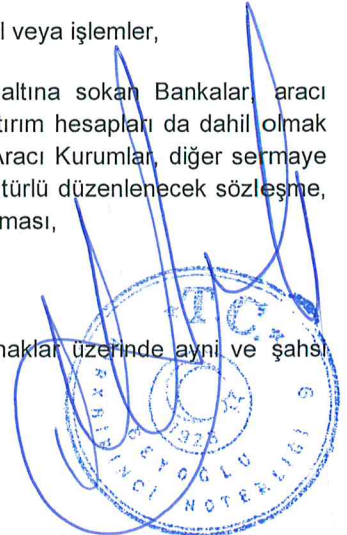 l veya işlemler,
altına sokan Bankalar, aracı
tırım hesapları da dahil olmak
Aracı Kurumlar, diğer sermaye
türlü düzenlenecek sözleşme,
ması,
naklar üzerinde ayni ve şahsi
T.C.
BEYOĞLU
NOTERLİĞİ